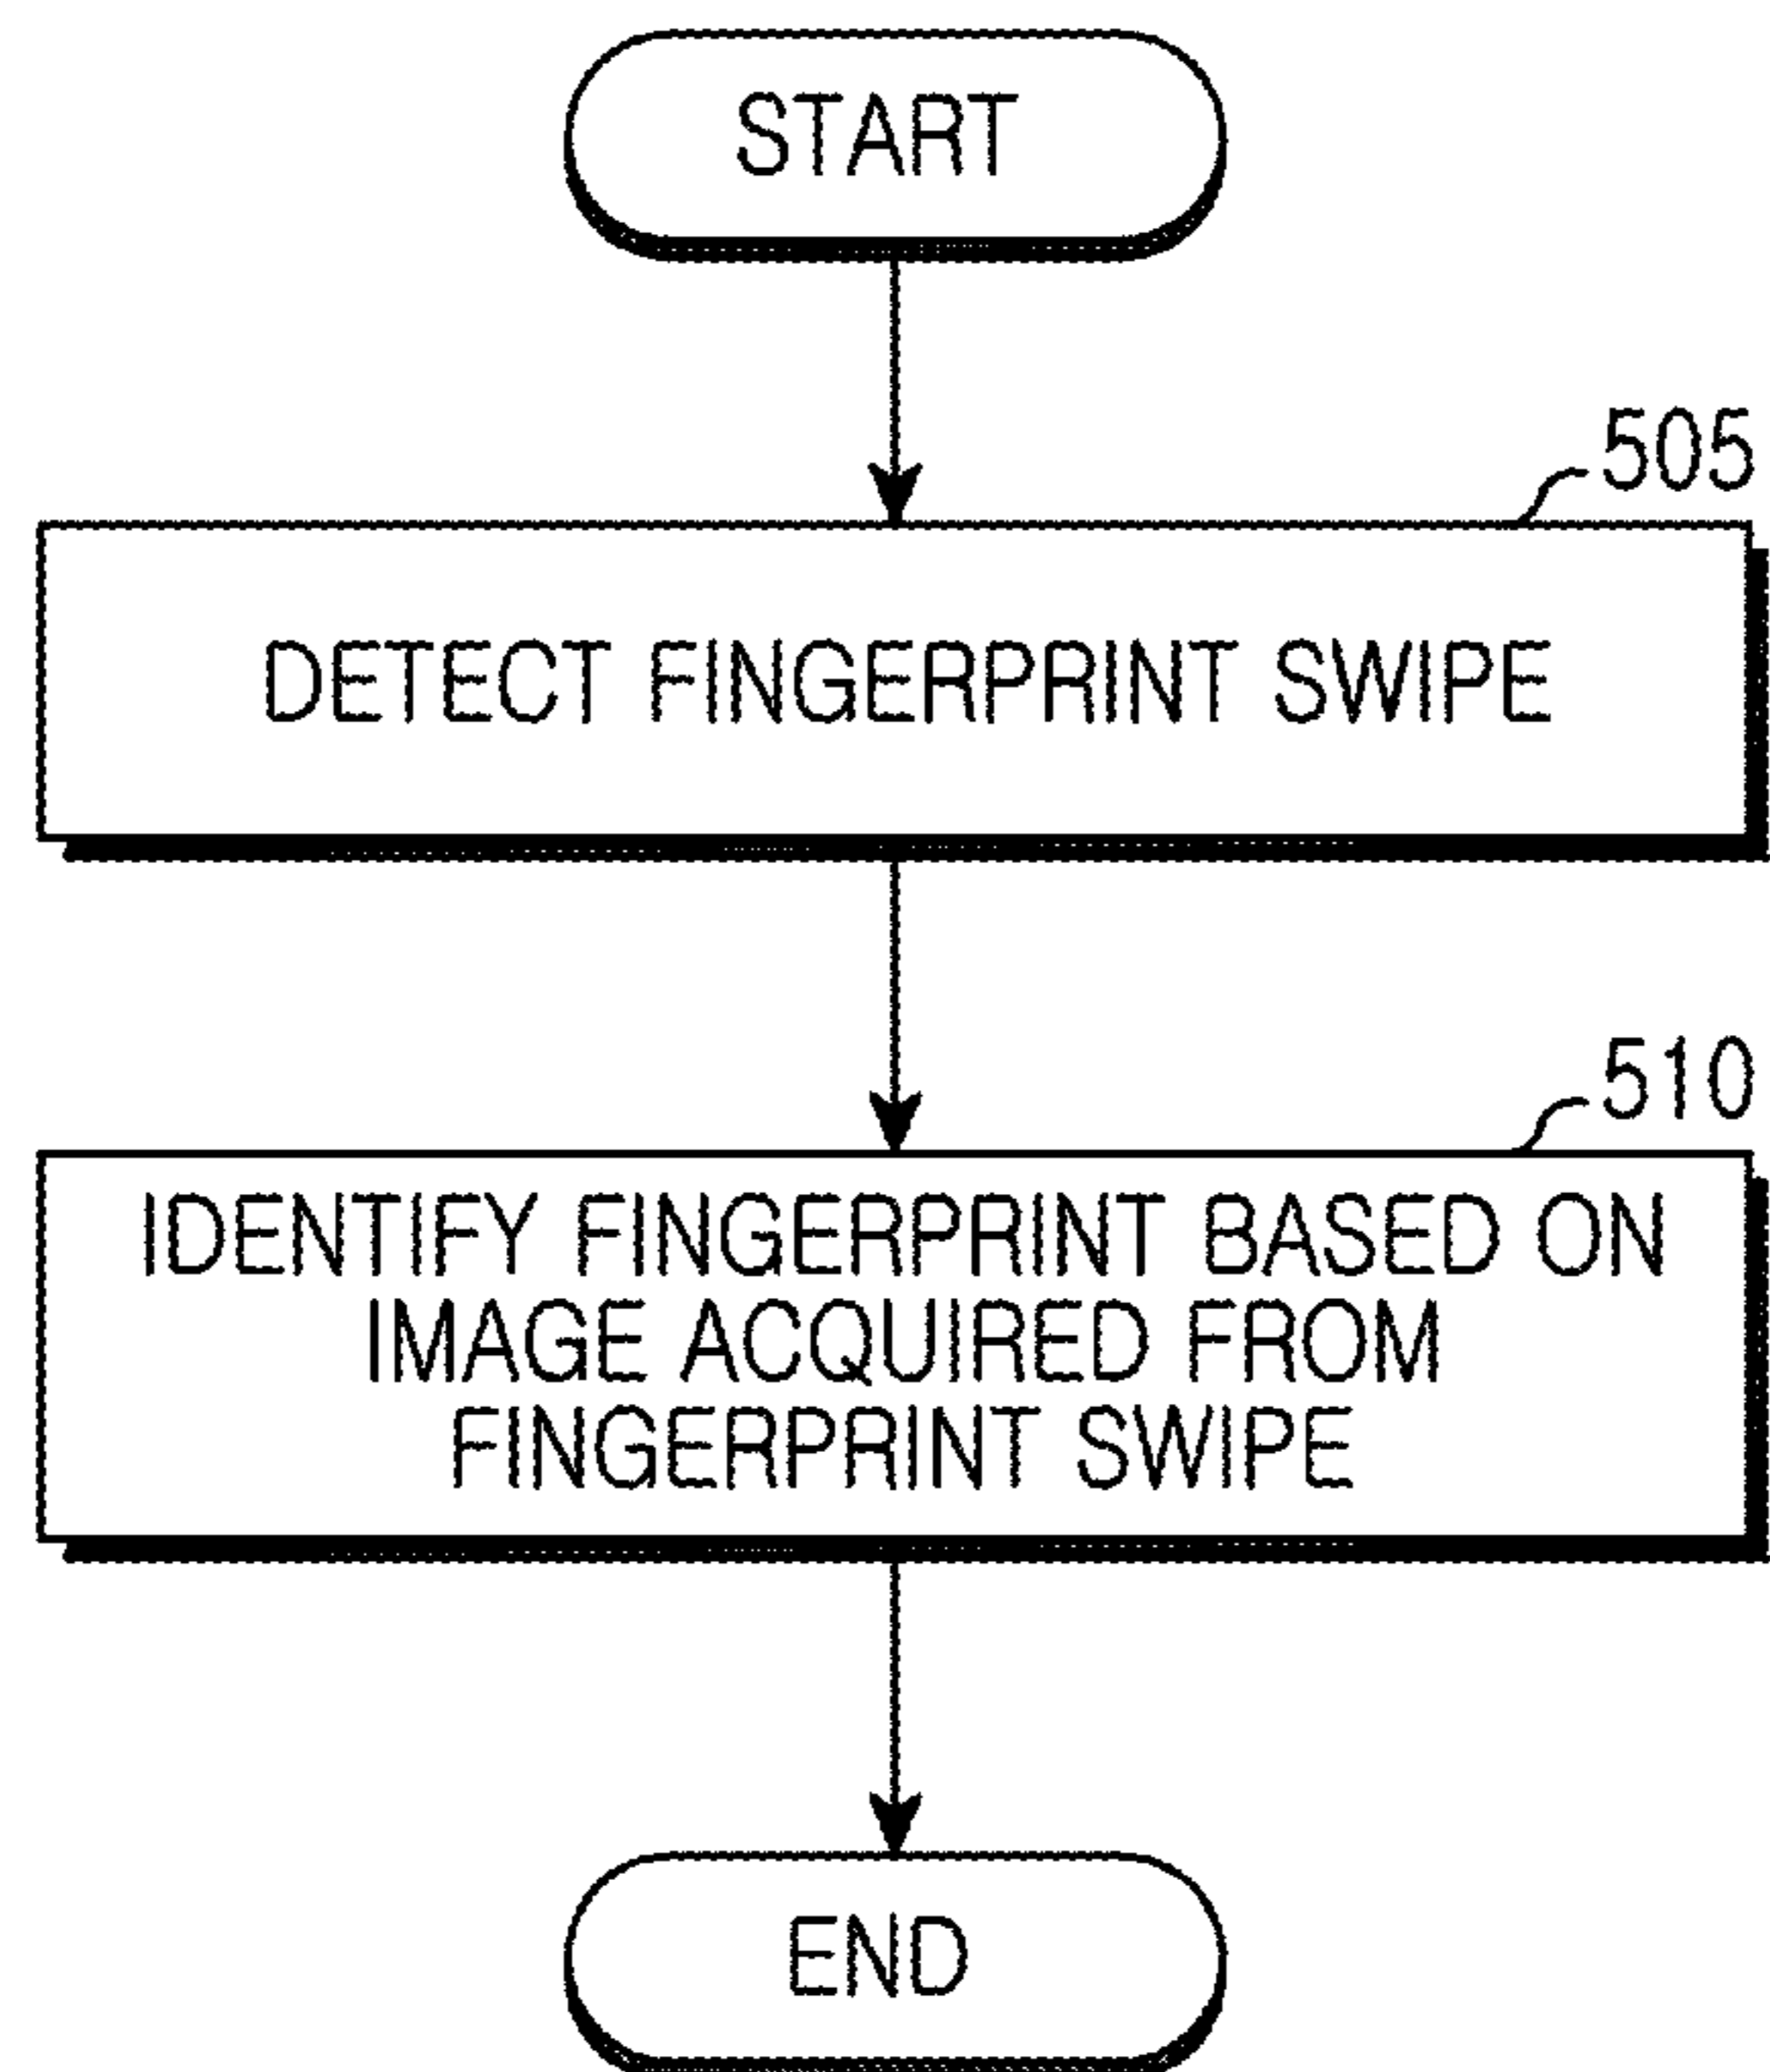 START
505
DETECT FINGERPRINT SWIPE
510
IDENTIFY FINGERPRINT BASED ON
IMAGE ACQUIRED FROM
FINGERPRINT SWIPE
END